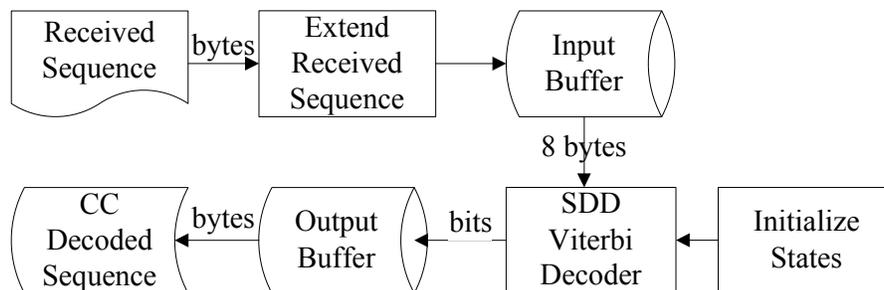 Received
Sequence
bytes
Extend
Received
Sequence
Input
Buffer
8 bytes
CC
Decoded
Sequence
bytes
Output
Buffer
bits
SDD
Viterbi
Decoder
Initialize
States